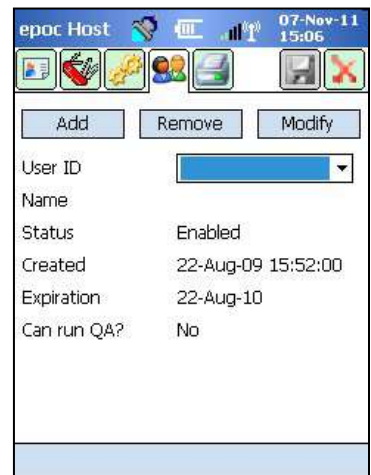 epoc Host 07-Nov-11
15:06
Add Remove Modify
User ID
Name
Status Enabled
Created 22-Aug-09 15:52:00
Expiration 22-Aug-10
Can run QA? No